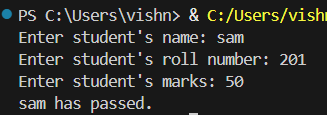 PS C:\Users\vishn> & C:/Users/vishn
Enter student's name: sam
Enter student's roll number: 201
Enter student's marks: 50
sam has passed.